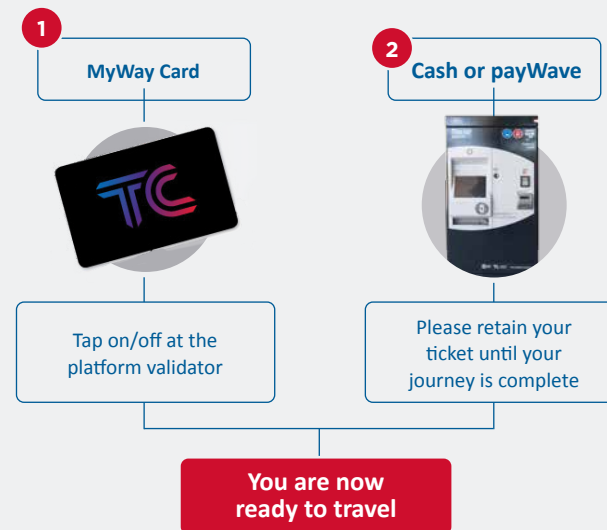 1
MyWay Card
TC
Tap on/off at the
platform validator
2
Cash or payWave
Please retain your
ticket until your
journey is complete
You are now
ready to travel